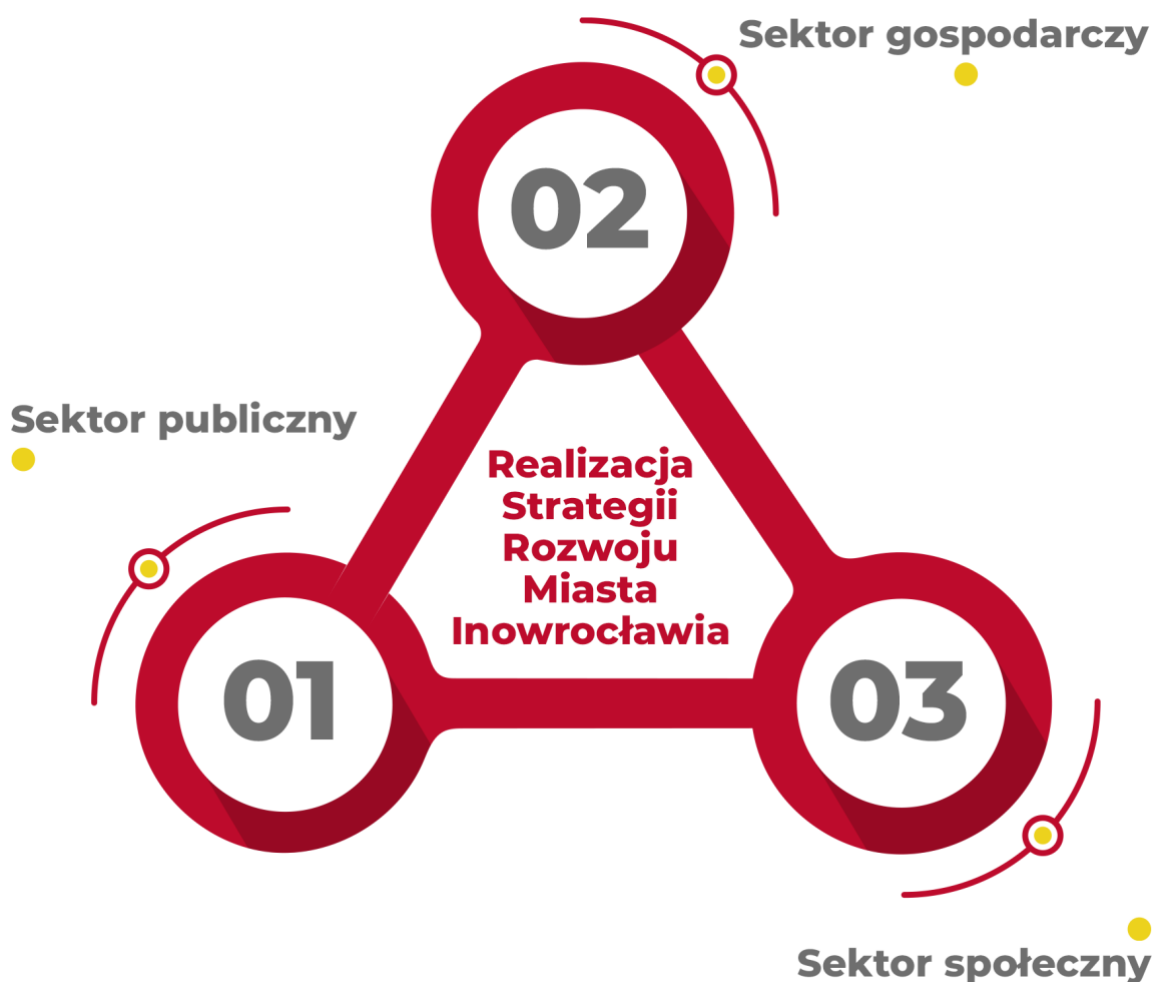 Sektor gospodarczy
02
Sektor publiczny
Realizacja
Strategii
Rozwoju
Miasta
Inowrocławia
01
03
Sektor społeczny